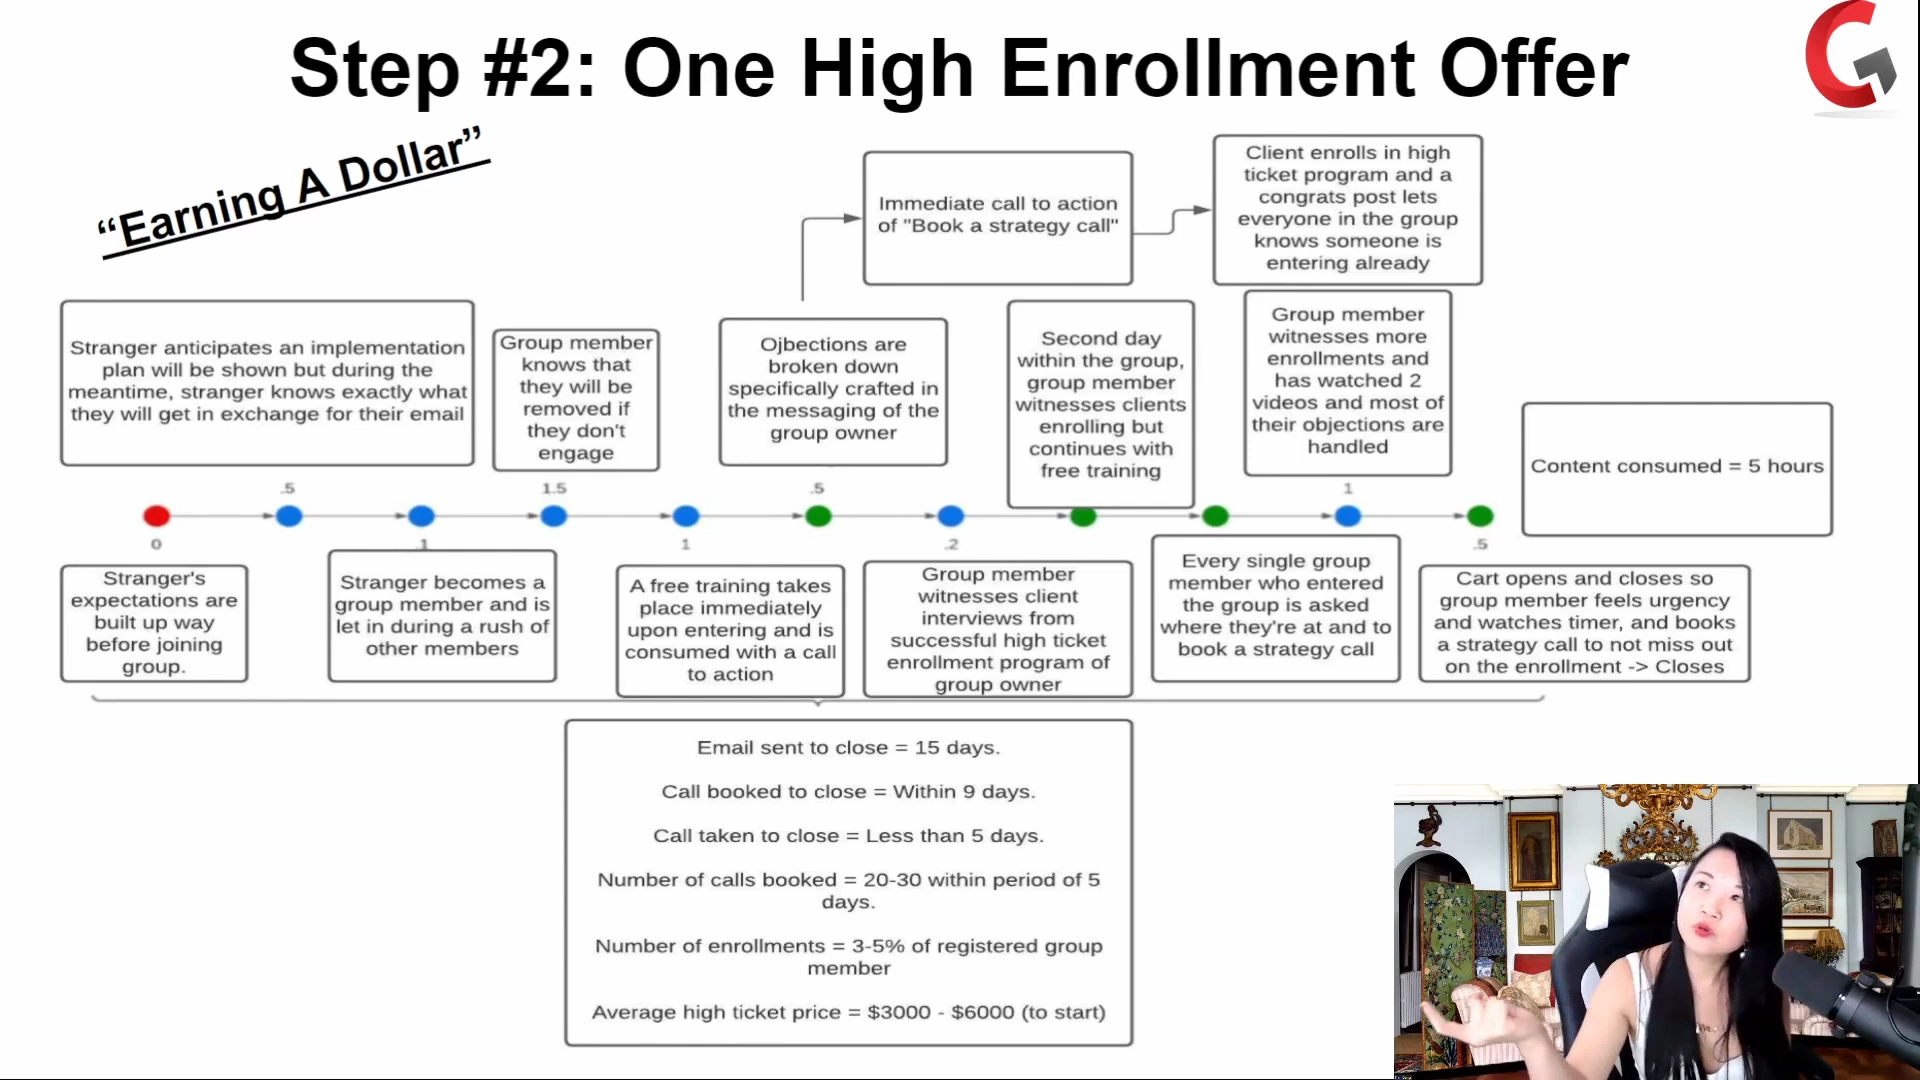 Step #2: One High Enrollment Offer
“Earning A Dollar”
Immediate call to action
of "Book a strategy call"
Client enrolls in high
ticket program and a
congrats post lets
everyone in the group
knows someone is
entering already
Stranger anticipates an implementation
plan will be shown but during the
meantime, stranger knows exactly what
they will get in exchange for their email
Group member
knows that
they will be
removed if
they don't
engage
Ojbections are
broken down
specifically crafted in
the messaging of the
group owner
Second day
within the group,
group member
witnesses clients
enrolling but
continues with
free training
Group member
witnesses more
enrollments and
has watched 2
videos and most of
their objections are
handled
Content consumed = 5 hours
.5
1.5
.5
1
0
.1
1
.2
.5
Stranger's
expectations are
built up way
before joining
group.
Stranger becomes a
group member and is
let in during a rush of
other members
A free training takes
place immediately
upon entering and is
consumed with a call
to action
Group member
witnesses client
interviews from
successful high ticket
enrollment program of
group owner
Every single group
member who entered
the group is asked
where they're at and to
book a strategy call
Cart opens and closes so
group member feels urgency
and watches timer, and books
a strategy call to not miss out
on the enrollment -> Closes
Email sent to close = 15 days.
Call booked to close = Within 9 days.
Call taken to close = Less than 5 days.
Number of calls booked = 20-30 within period of 5
days.
Number of enrollments = 3-5% of registered group
member
Average high ticket price = $3000 - $6000 (to start)